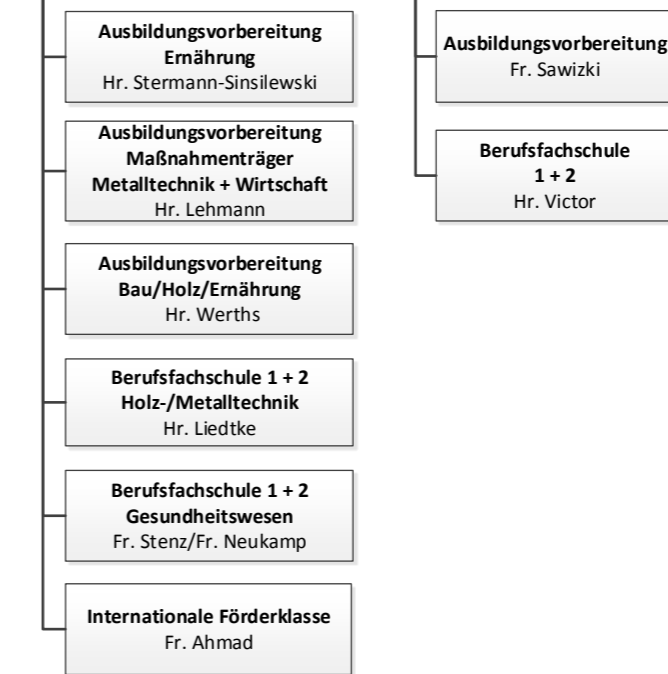 Ausbildungsvorbereitung
Ernährung
Hr. Stermann-Sinsilewski
Ausbildungsvorbereitung
Maßnahmenträger
Metalltechnik + Wirtschaft
Hr. Lehmann
Ausbildungsvorbereitung
Bau/Holz/Ernährung
Hr. Werths
Berufsfachschule 1 + 2
Holz-/Metalltechnik
Hr. Liedtke
Berufsfachschule 1 + 2
Gesundheitswesen
Fr. Stenz/Fr. Neukamp
Internationale Förderklasse
Fr. Ahmad
Ausbildungsvorbereitung
Fr. Sawizki
Berufsfachschule
1 + 2
Hr. Victor